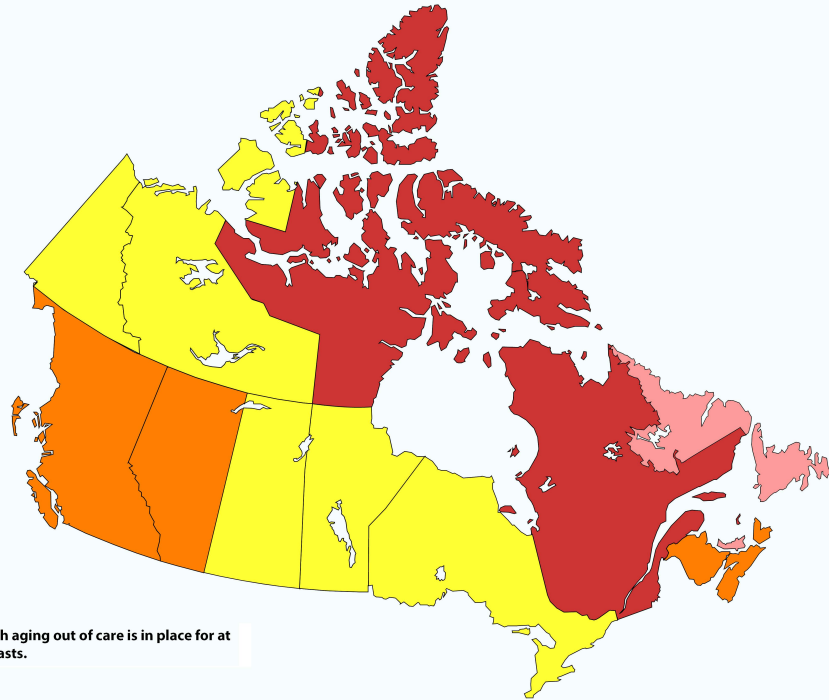 h aging out of care is in place for at
asts.